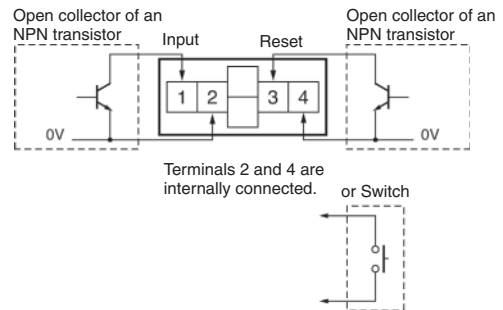 Open collector of an
NPN transistor
Input
Reset
Open collector of an
NPN transistor
1 2 3 4
0V
0V
Terminals 2 and 4 are
internally connected.
or Switch